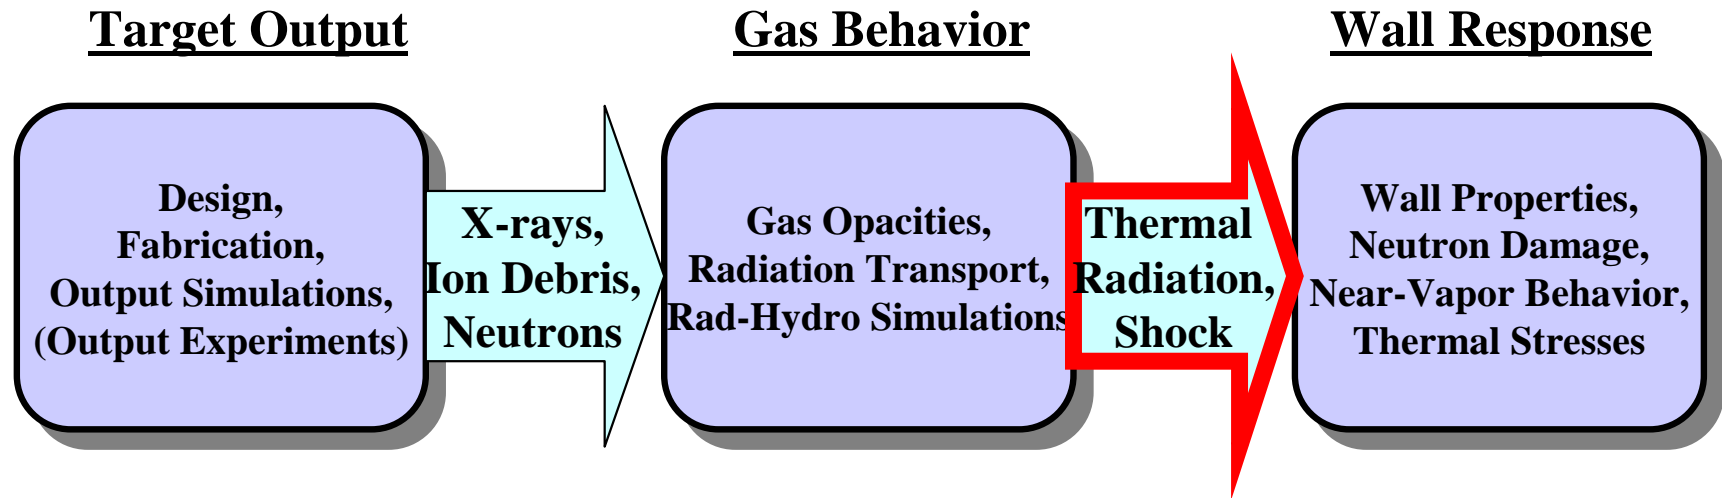 Target Output
Gas Behavior
Wall Response
Design,
Fabrication,
Output Simulations,
(Output Experiments)
X-rays,
Ion Debris,
Neutrons
Gas Opacities,
Radiation Transport,
Rad-Hydro Simulations
Thermal
Radiation,
Shock
Wall Properties,
Neutron Damage,
Near-Vapor Behavior,
Thermal Stresses